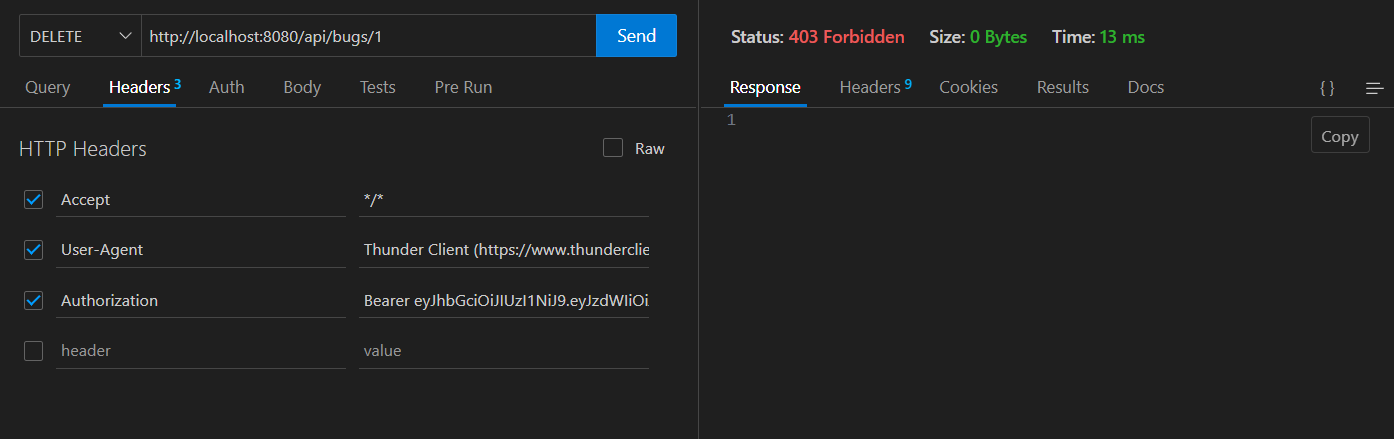 DELETE http://localhost:8080/api/bugs/1 Send
Query Headers 3 Auth Body Tests Pre Run
HTTP Headers Raw
Accept */*
User-Agent Thunder Client (https://www.thunderclie
Authorization Bearer eyJhbGciOiJIUzI1NiJ9.eyJzdWIiOi
header value
Status: 403 Forbidden Size: 0 Bytes Time: 13 ms
Response Headers 9 Cookies Results Docs { }
1
Copy